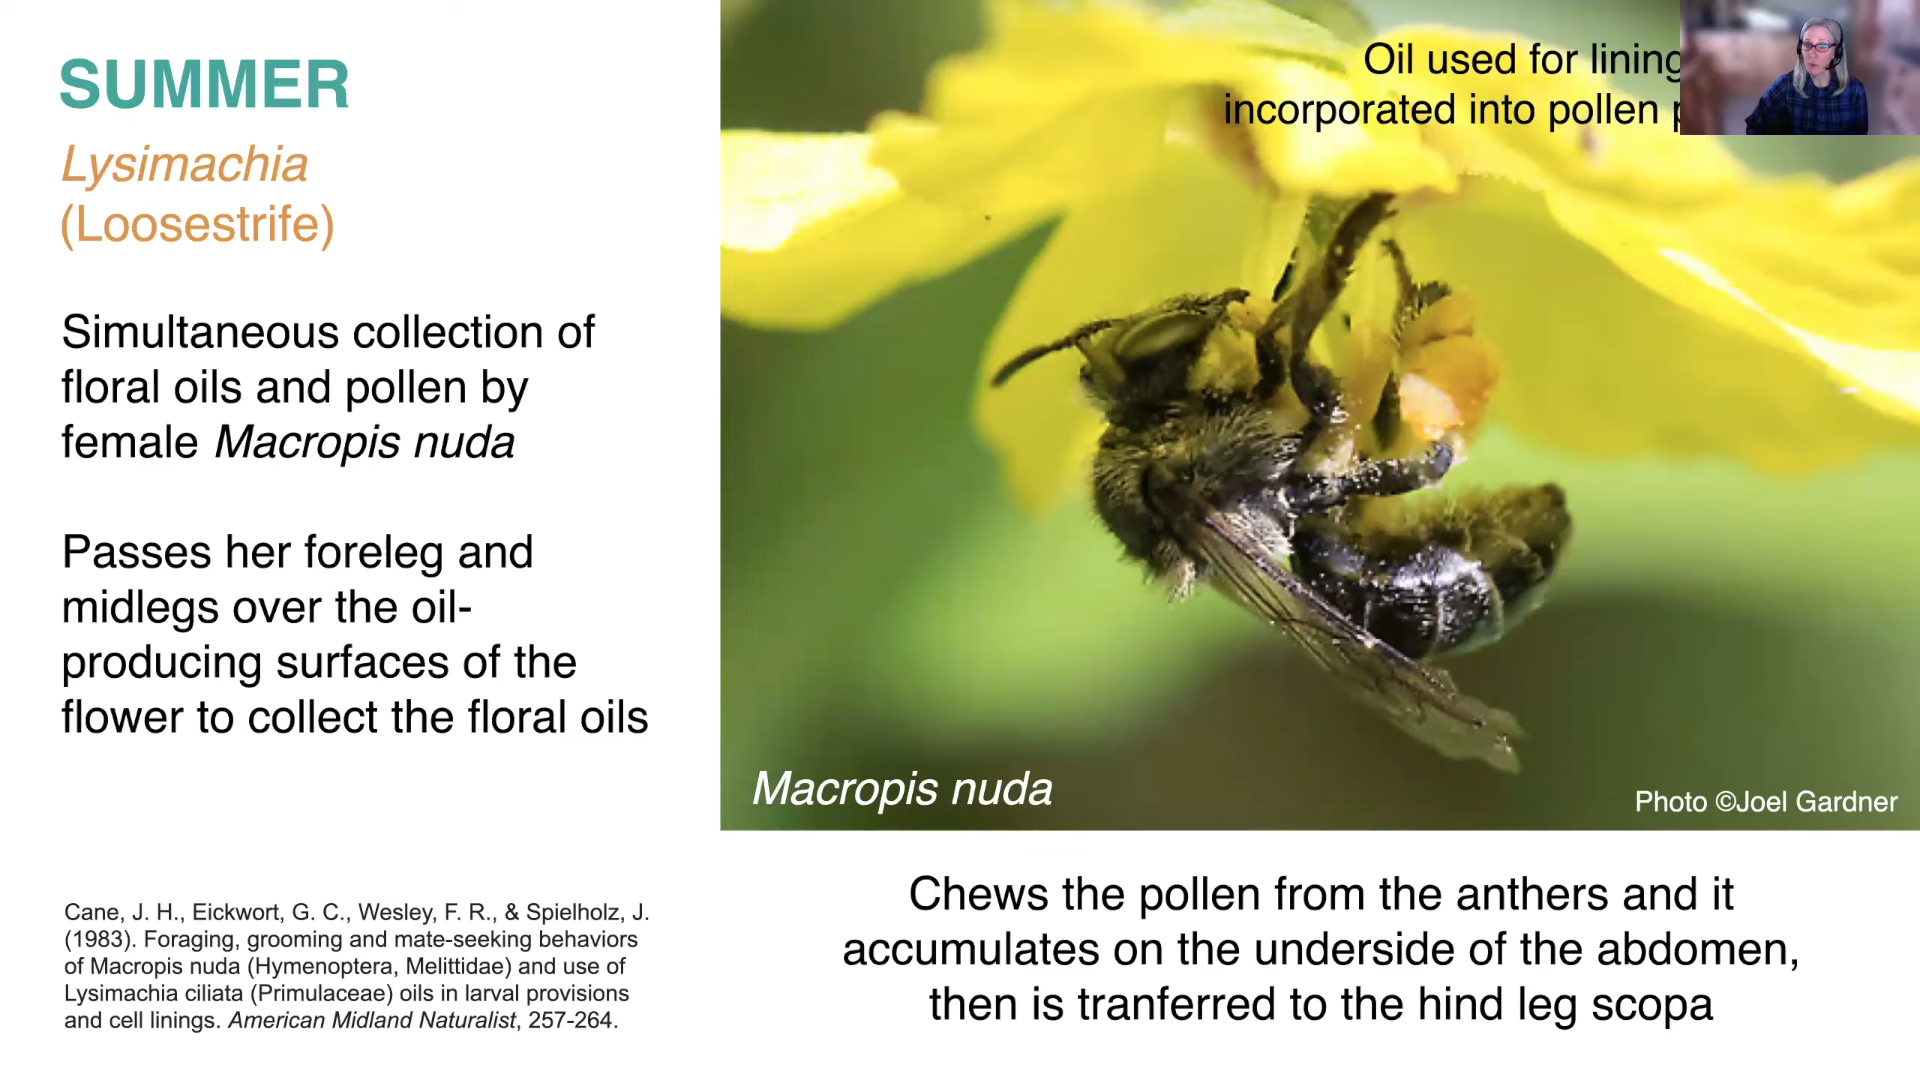 SUMMER
Lysimachia
(Loosestrife)
Simultaneous collection of
floral oils and pollen by
female Macropis nuda
Passes her foreleg and
midlegs over the oil-
producing surfaces of the
flower to collect the floral oils
Cane, J. H., Eickwort, G. C., Wesley, F. R., & Spielholz, J.
(1983). Foraging, grooming and mate-seeking behaviors
of Macropis nuda (Hymenoptera, Melittidae) and use of
Lysimachia ciliata (Primulaceae) oils in larval provisions
and cell linings. American Midland Naturalist, 257-264.
Oil used for lining
incorporated into pollen
Macropis nuda
Photo ©Joel Gardner
Chews the pollen from the anthers and it
accumulates on the underside of the abdomen,
then is tranferred to the hind leg scopa